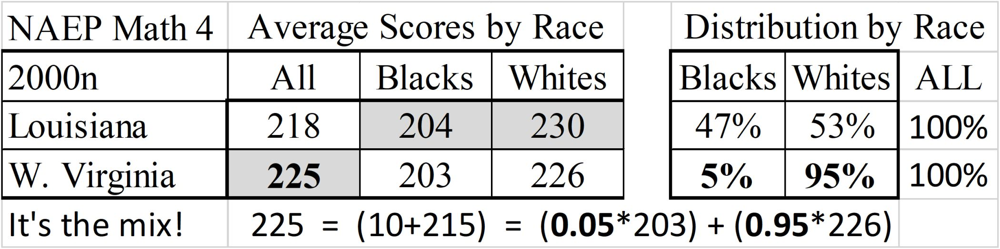 NAEP Math 4 Average Scores by Race Distribution by Race
2000n All Blacks Whites Blacks Whites ALL
Louisiana 218 204 230 47% 53% 100%
W. Virginia 225 203 226 5% 95% 100%
It's the mix! 225 = (10+215) = (0.05*203) + (0.95*226)